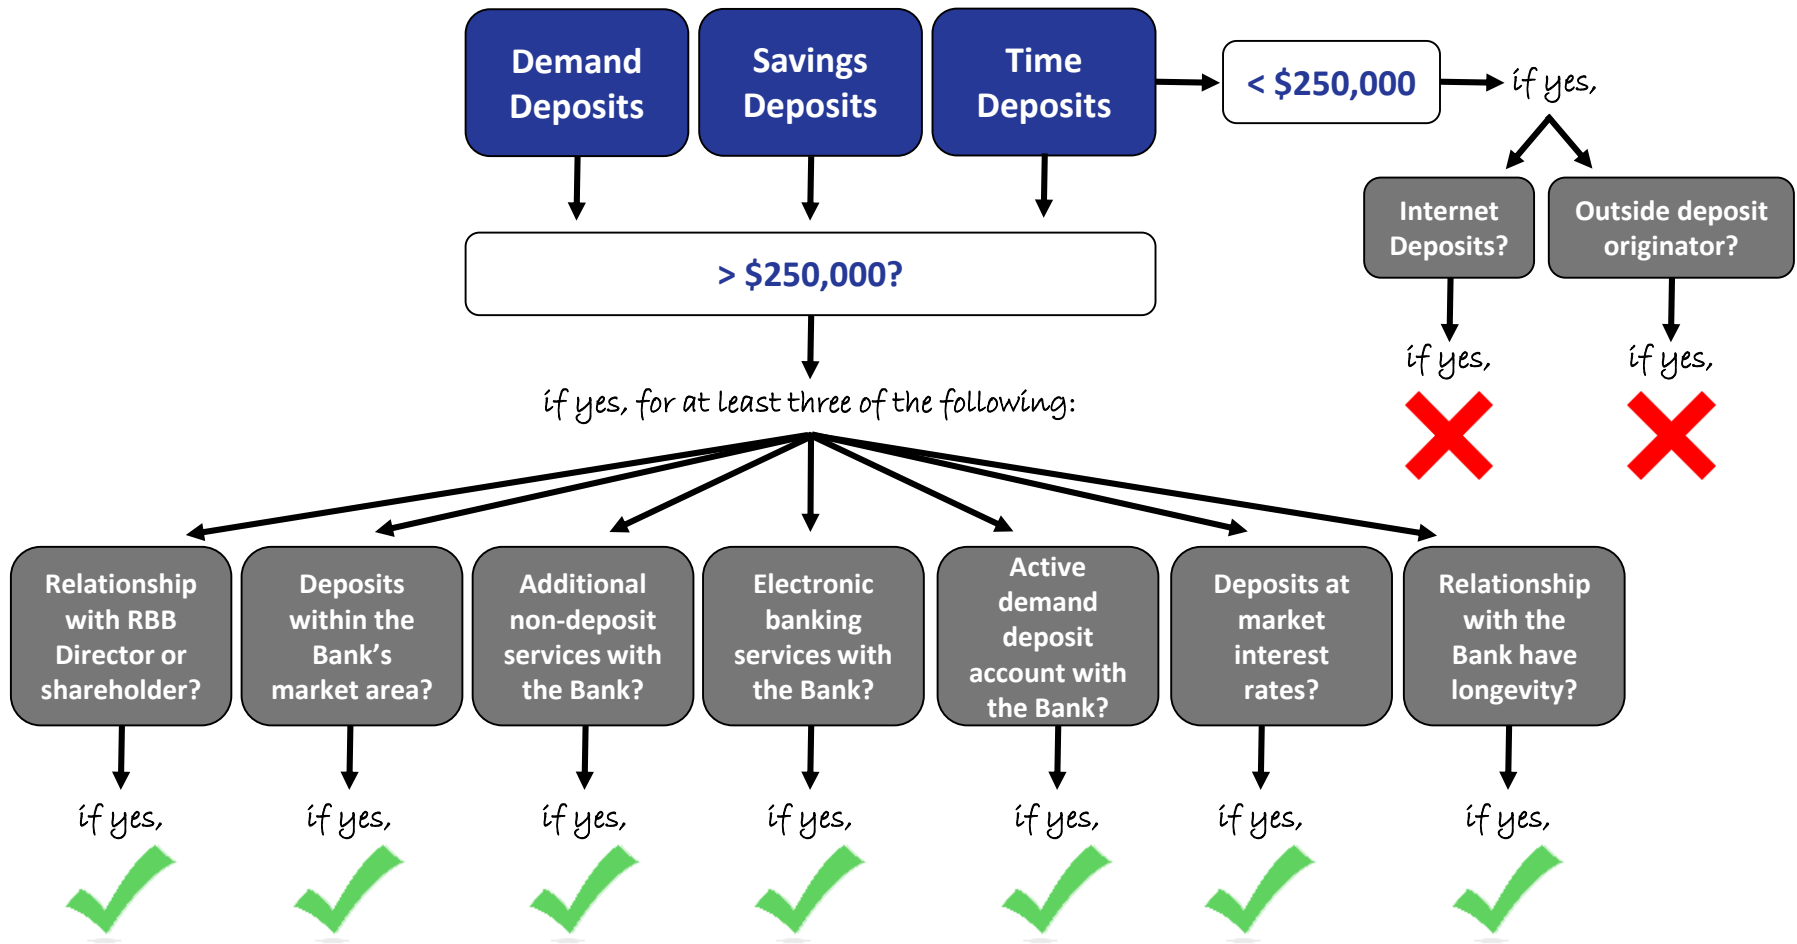 Demand
Deposits
Savings
Deposits
Time
Deposits
< $250,000
if yes,
Internet
Deposits?
Outside deposit
originator?
> $250,000?
if yes,
if yes,
if yes, for at least three of the following:
Relationship
with RBB
Director or
shareholder?
Deposits
within the
Bank's
market area?
Additional
non-deposit
services with
the Bank?
Electronic
banking
services with
the Bank?
Active
demand
deposit
account with
the Bank?
Deposits at
market
interest
rates?
Relationship
with the
Bank have
longevity?
if yes,
if yes,
if yes,
if yes,
if yes,
if yes,
if yes,